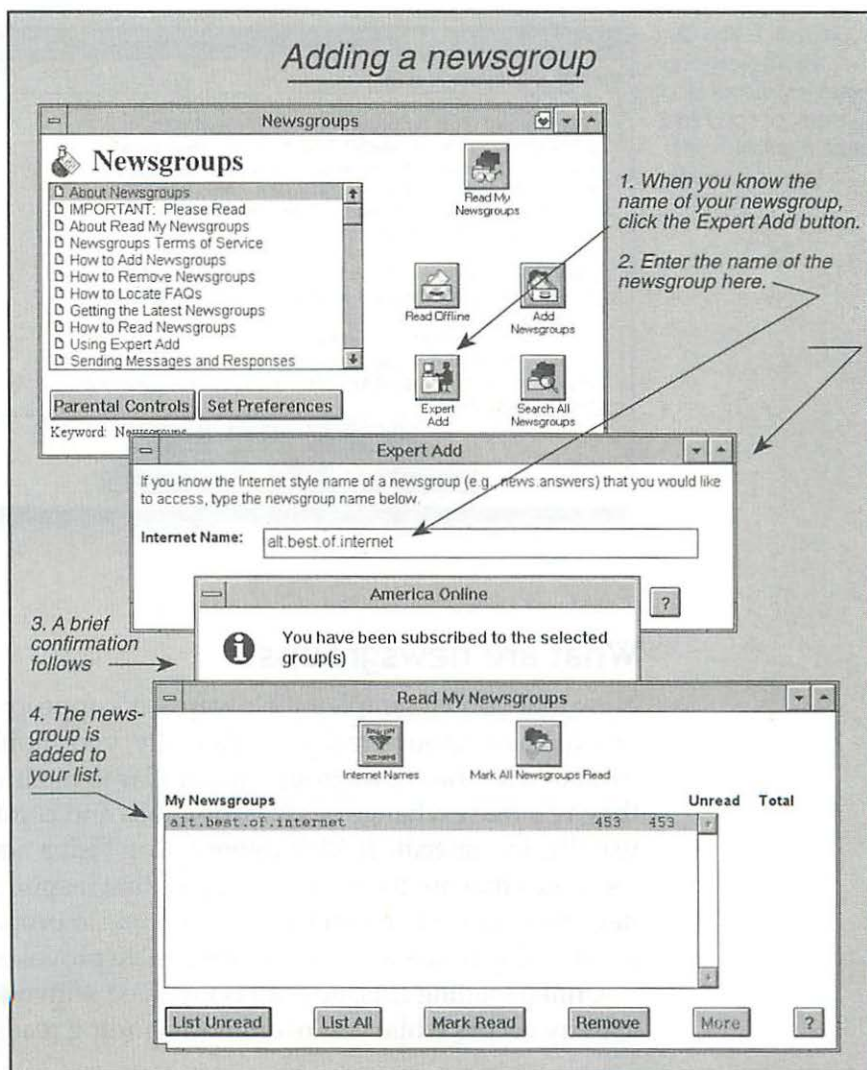 Adding a newsgroup
Newsgroups
Newsgroups
About Newsgroups
IMPORTANT: Please Read
About Read My Newsgroups
Newsgroups Terms of Service
How to Add Newsgroups
How to Remove Newsgroups
How to Locate FAQs
Getting the Latest Newsgroups
How to Read Newsgroups
Using Expert Add
Sending Messages and Responses
Parental Controls
Set Preferences
Keyword: Newsgroups
Read My
Newsgroups
Read Offline
Add
Newsgroups
Expert
Add
Search All
Newsgroups
1. When you know the
name of your newsgroup,
click the Expert Add button.
2. Enter the name of the
newsgroup here.
Expert Add
If you know the Internet style name of a newsgroup (e.g., news.answers) that you would like
to access, type the newsgroup name below.
Internet Name:
alt.best.of.internet
?
3. A brief
confirmation
follows
America Online
You have been subscribed to the selected
group(s)
4. The news-
group is
added to
your list.
Read My Newsgroups
Internet Names
Mark All Newsgroups Read
My Newsgroups Unread Total
alt.best.of.internet 453 453
List Unread
List All
Mark Read
Remove
More
?